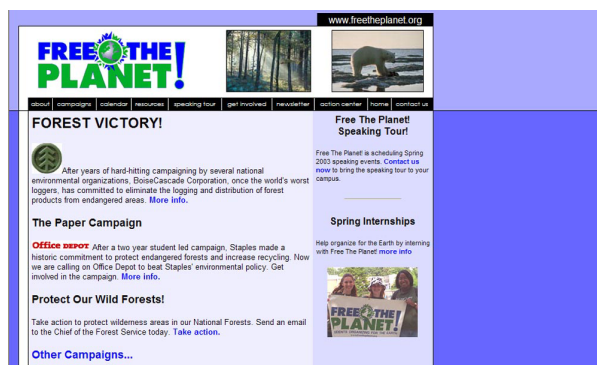 www.freetheplanet.org
FREE THE
PLANET!
about campaigns calendar resources speaking tour get involved newsletter action center home contact us
FOREST VICTORY!
After years of hard-hitting campaigning by several national
environmental organizations, BoiseCascade Corporation, once the world's worst
loggers, has committed to eliminate the logging and distribution of forest
products from endangered areas. More info.
The Paper Campaign
Office DEPOT After a two year student led campaign, Staples made a
historic commitment to protect endangered forests and increase recycling. Now
we are calling on Office Depot to beat Staples' environmental policy. Get
involved in the campaign. More info.
Protect Our Wild Forests!
Take action to protect wilderness areas in our National Forests. Send an email
to the Chief of the Forest Service today. Take action.
Other Campaigns...
Free The Planet!
Speaking Tour!
Free The Planet! is scheduling Spring
2003 speaking events. Contact us
now to bring the speaking tour to your
campus.
Spring Internships
Help organize for the Earth by interning
with Free The Planet! more info
FREE THE
PLANET!